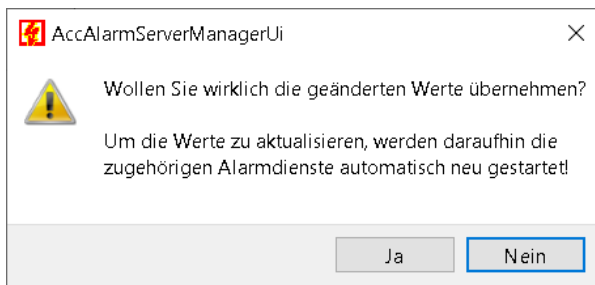 AccAlarmServerManagerUi
Wollen Sie wirklich die geänderten Werte übernehmen?
Um die Werte zu aktualisieren, werden daraufhin die
zugehörigen Alarmdienste automatisch neu gestartet!
Ja
Nein